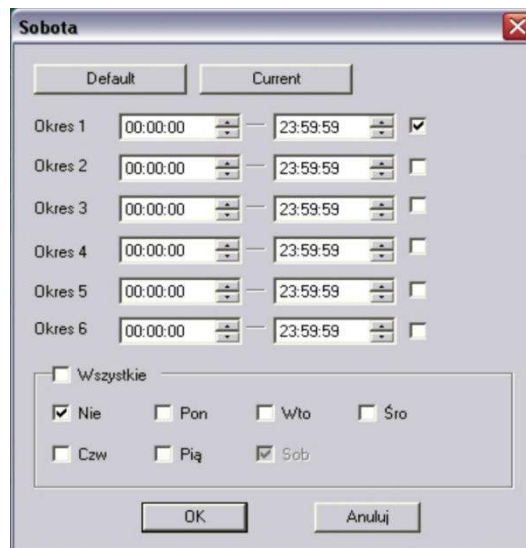 Sobota
Default Current
Okres 1 00:00:00 — 23:59:59
Okres 2 00:00:00 — 23:59:59
Okres 3 00:00:00 — 23:59:59
Okres 4 00:00:00 — 23:59:59
Okres 5 00:00:00 — 23:59:59
Okres 6 00:00:00 — 23:59:59
Wszystkie
Nie Pon Wto Śro
Czw Pią Sob
OK Anuluj